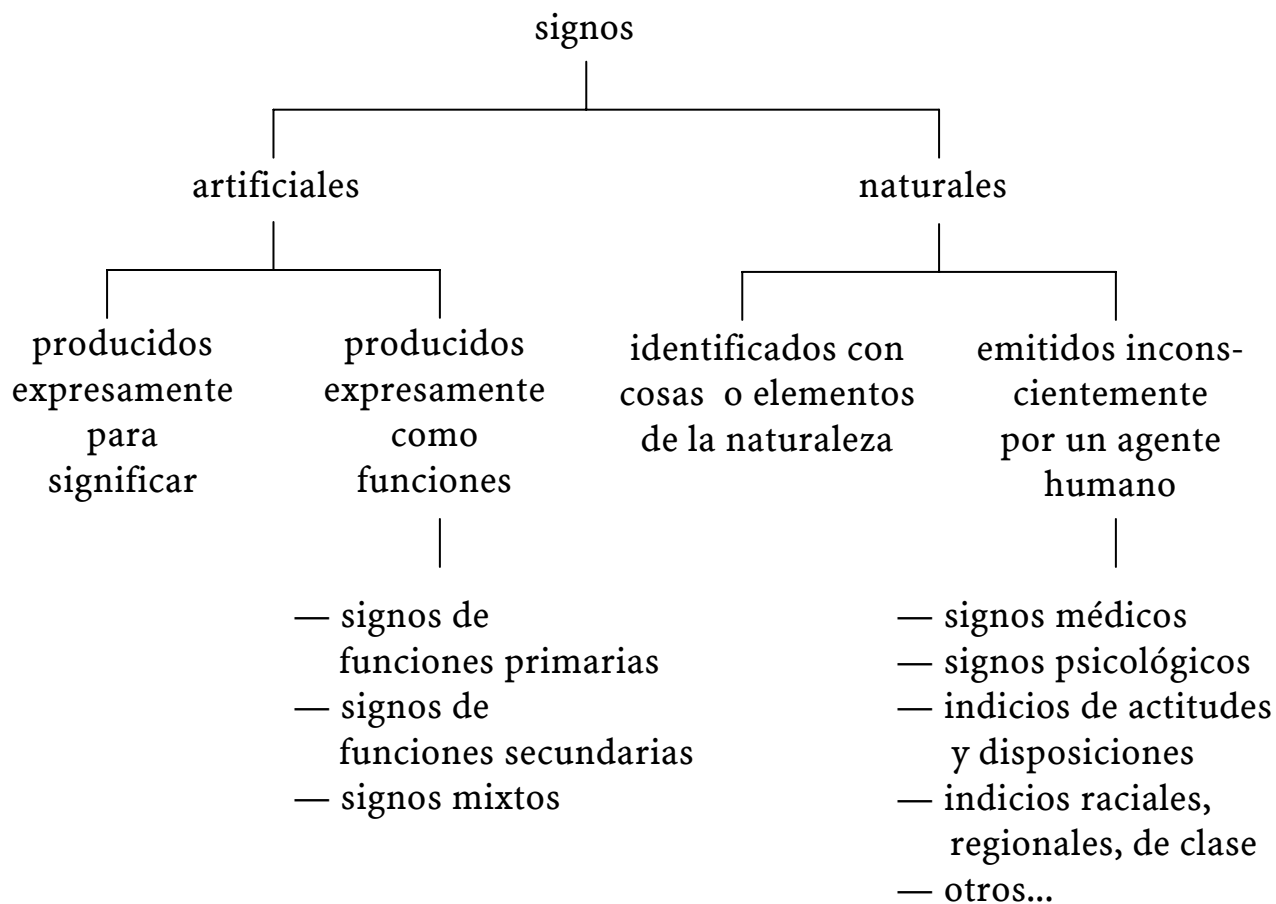 signos
artificiales
naturales
producidos
expresamente
para
significar
producidos
expresamente
como
funciones
identificados con
cosas o elementos
de la naturaleza
emitidos incons-
cientemente
por un agente
humano
— signos de
funciones primarias
— signos de
funciones secundarias
— signos mixtos
— signos médicos
— signos psicológicos
— indicios de actitudes
y disposiciones
— indicios raciales,
regionales, de clase
— otros...